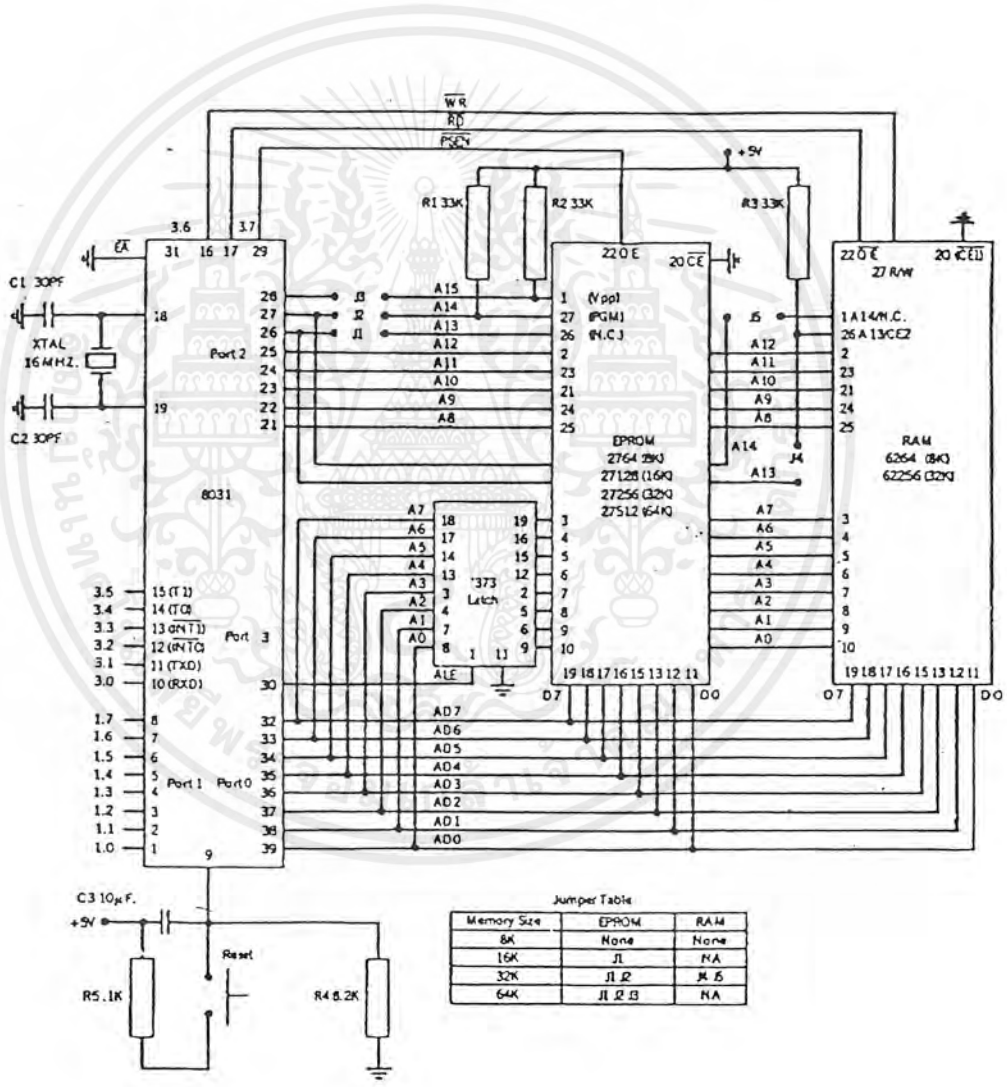 WR
RD
PSEN
+5V
R1 33K
R2 33K
R3 33K
3.6
3.7
EA
31
16
17
29
22 O E
20 CE
22 O E
27 R/W
20 (CE1)
C1 30PF
18
XTAL
16 MHZ.
19
C2 30PF
Port 2
28
27
26
25
24
23
22
21
J3
J2
J1
A15
A14
A13
A12
A11
A10
A9
A8
1 (Vpp)
27 (PGM)
26 (N.C.)
2
23
21
24
25
J5
1 A14/N.C.
26 A13/CE2
A12
A11
A10
A9
A8
2
23
21
24
25
A14
J4
A13
EPROM
2764 (8K)
27128 (16K)
27256 (32K)
27512 (64K)
RAM
6264 (8K)
62256 (32K)
8031
A7
A6
A5
A4
A3
A2
A1
A0
18
17
14
13
3
4
7
8
'373
Latch
19
16
15
12
2
5
6
9
1
11
3
4
5
6
7
8
9
10
A7
A6
A5
A4
A3
A2
A1
A0
3
4
5
6
7
8
9
10
3.5 15 (T1)
3.4 14 (T0)
3.3 13 (INT1)
3.2 12 (INT0)
3.1 11 (TXD)
3.0 10 (RXD)
Port 3
30
ALE
19 18 17 16 15 13 12 11
D7
D0
19 18 17 16 15 13 12 11
D7
D0
1.7 8
1.6 7
1.5 6
1.4 5
1.3 4
1.2 3
1.1 2
1.0 1
Port1
Port0
32
33
34
35
36
37
38
39
AD7
AD6
AD5
AD4
AD3
AD2
AD1
AD0
9
C3 10µF.
+5V
Reset
R5.1K
R4 8.2K
Jumper Table
Memory Size EPROM RAM
8K None None
16K J1 NA
32K J1 J2 J4 J5
64K J1 J2 J3 NA